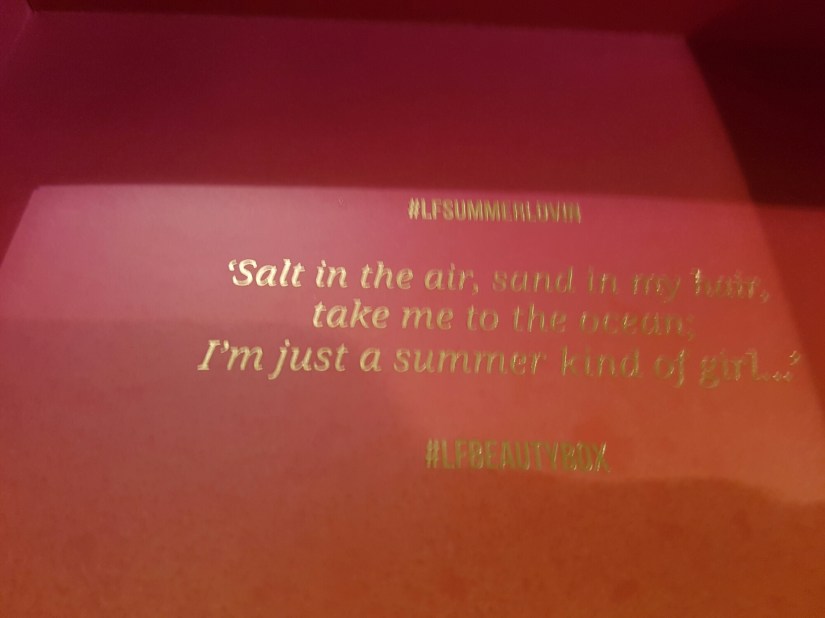 #LFSUMMERLOVIN
‘Salt in the air, sand in my hair,
take me to the ocean;
I’m just a summer kind of girl...’
#LFBEAUTYBOX